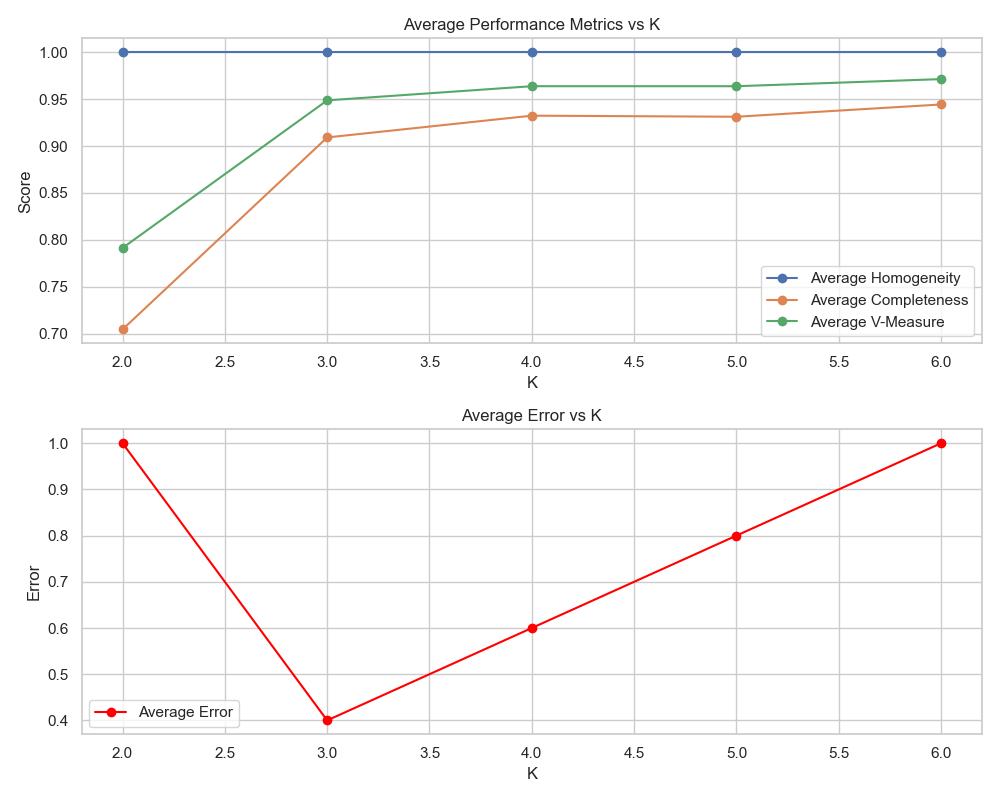 Average Performance Metrics vs K
1.00
0.95
0.90
0.85
0.80
0.75
0.70
Score
Average Homogeneity
Average Completeness
Average V-Measure
2.0 2.5 3.0 3.5 4.0 4.5 5.0 5.5 6.0
K
Average Error vs K
1.0
0.9
0.8
0.7
0.6
0.5
0.4
Error
Average Error
2.0 2.5 3.0 3.5 4.0 4.5 5.0 5.5 6.0
K